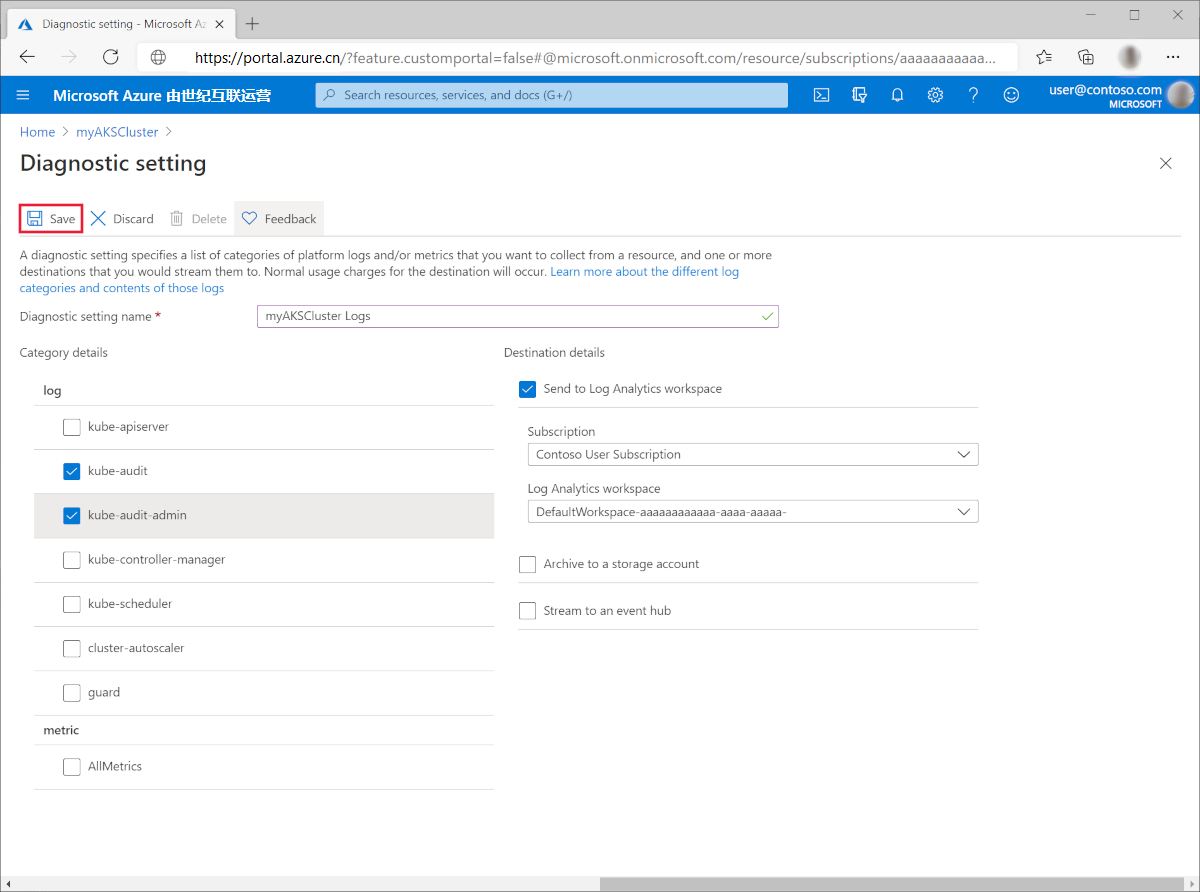 Diagnostic setting - Microsoft Az
https://portal.azure.cn/?feature.customportal=false#@microsoft.onmicrosoft.com/resource/subscriptions/aaaaaaaaaaa...
Microsoft Azure 由世纪互联运营
Search resources, services, and docs (G+/)
user@contoso.com
MICROSOFT
Home > myAKSCluster >
Diagnostic setting
Save Discard Delete Feedback
A diagnostic setting specifies a list of categories of platform logs and/or metrics that you want to collect from a resource, and one or more
destinations that you would stream them to. Normal usage charges for the destination will occur. Learn more about the different log
categories and contents of those logs
Diagnostic setting name *
myAKSCluster Logs
Category details
log
kube-apiserver
kube-audit
kube-audit-admin
kube-controller-manager
kube-scheduler
cluster-autoscaler
guard
metric
AllMetrics
Destination details
Send to Log Analytics workspace
Subscription
Contoso User Subscription
Log Analytics workspace
DefaultWorkspace-aaaaaaaaaaaa-aaaa-aaaaa-
Archive to a storage account
Stream to an event hub